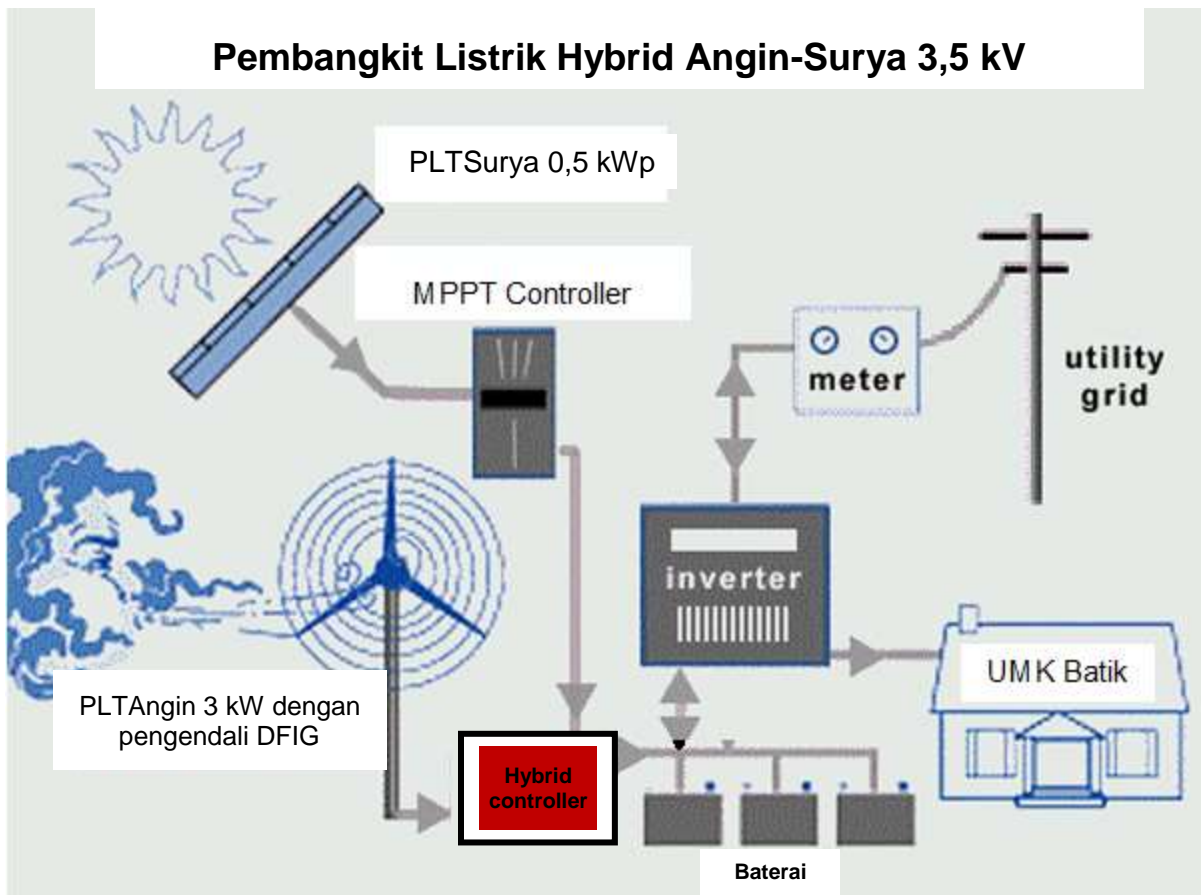 Pembangkit Listrik Hybrid Angin-Surya 3,5 kV
PLTSurya 0,5 kWp
MPPT Controller
meter
utility
grid
inverter
UMK Batik
PLTAngin 3 kW dengan
pengendali DFIG
Hybrid
controller
Baterai